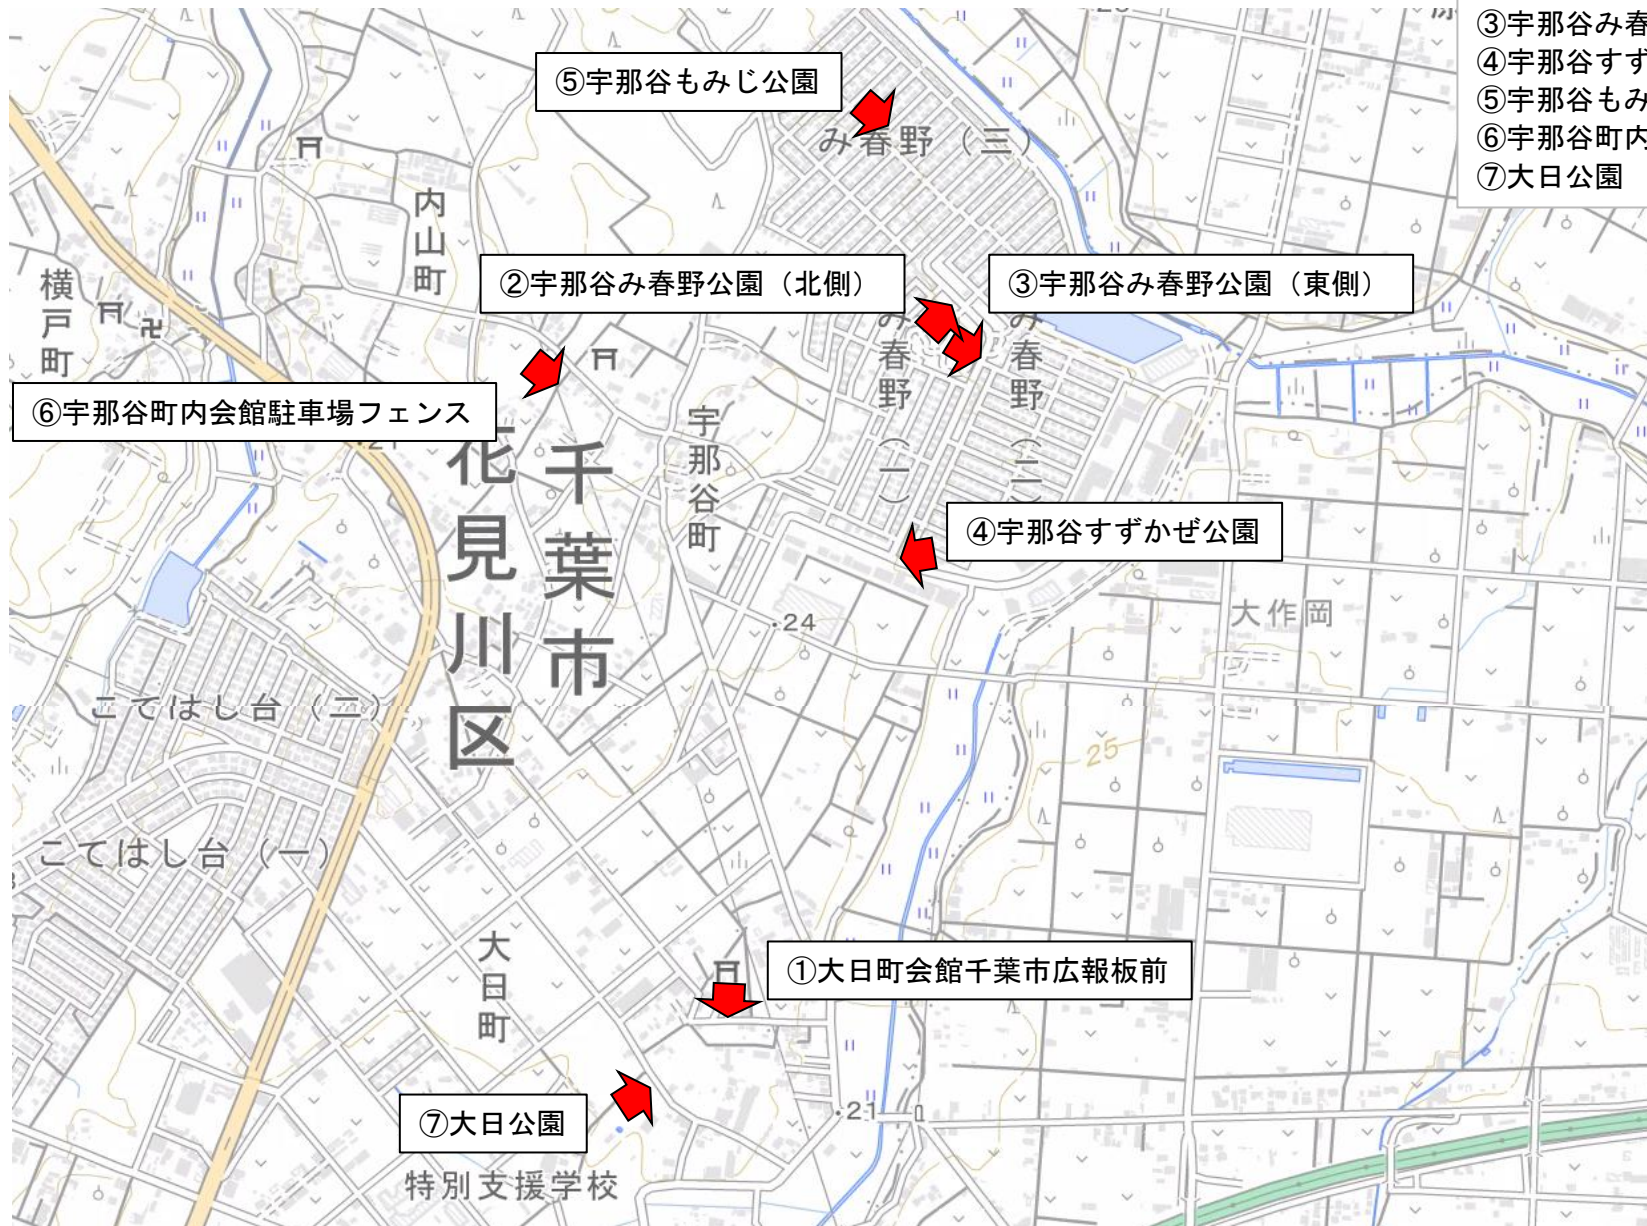 ③宇那谷み春
④宇那谷すず
⑤宇那谷もみ
⑥宇那谷町内
⑦大日公園
⑤宇那谷もみじ公園
み春野（三）
内山町
横戸町
②宇那谷み春野公園（北側）
③宇那谷み春野公園（東側）
み春野（一）
み春野（二）
⑥宇那谷町内会館駐車場フェンス
宇那谷町
千葉市
花見川区
④宇那谷すずかぜ公園
24
大作岡
こてはし台（二）
25
こてはし台（一）
大日町
①大日町会館千葉市広報板前
21
⑦大日公園
特別支援学校